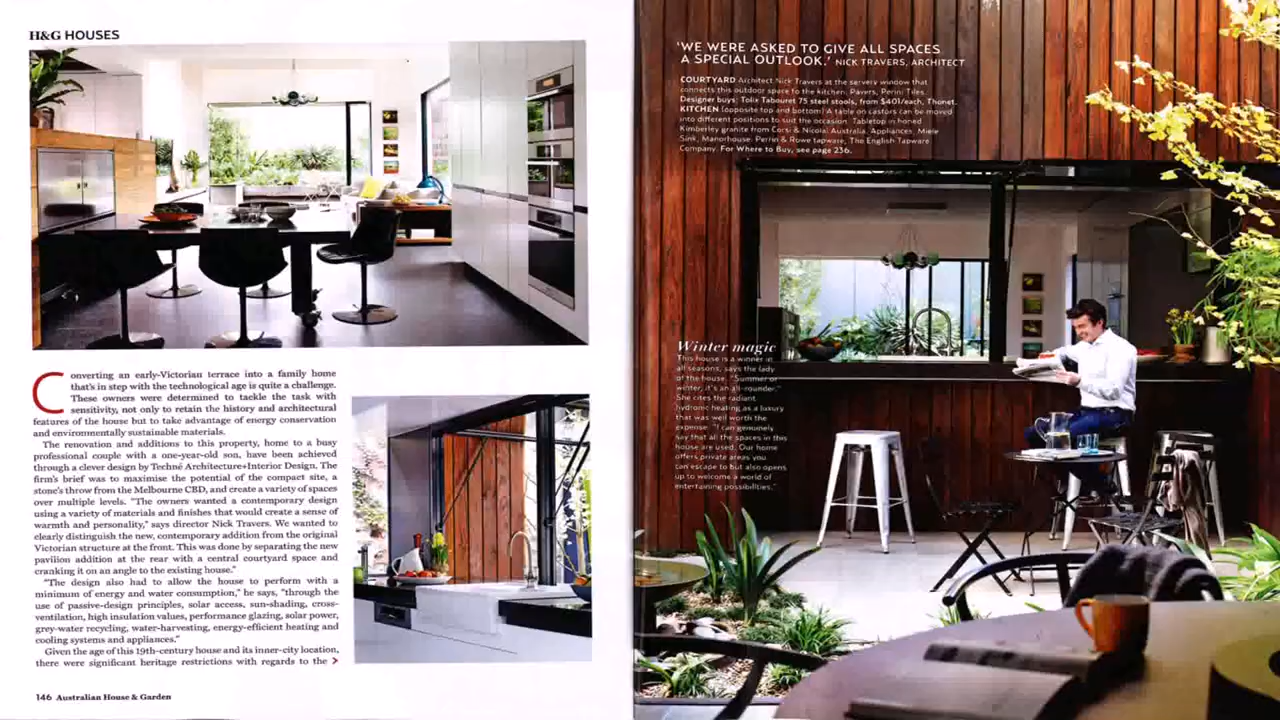 H&G HOUSES
Converting an early-Victorian terrace into a family home
that's in step with the technological age is quite a challenge.
These owners were determined to tackle the task with
sensitivity, not only to retain the history and architectural
features of the house but to take advantage of energy conservation
and environmentally sustainable materials.
The renovation and additions to this property, home to a busy
professional couple with a one-year-old son, have been achieved
through a clever design by Techné Architecture+Interior Design. The
firm's brief was to maximise the potential of the compact site, a
stone's throw from the Melbourne CBD, and create a variety of spaces
over multiple levels. "The owners wanted a contemporary design
using a variety of materials and finishes that would create a sense of
warmth and personality," says director Nick Travers. We wanted to
clearly distinguish the new, contemporary addition from the original
Victorian structure at the front. This was done by separating the new
pavilion addition at the rear with a central courtyard space and
cranking it on an angle to the existing house."
"The design also had to allow the house to perform with a
minimum of energy and water consumption," he says, "through the
use of passive-design principles, solar access, sun-shading, cross-
ventilation, high insulation values, performance glazing, solar power,
grey-water recycling, water-harvesting, energy-efficient heating and
cooling systems and appliances."
Given the age of this 19th-century house and its inner-city location,
there were significant heritage restrictions with regards to the >
146 Australian House & Garden
'WE WERE ASKED TO GIVE ALL SPACES
A SPECIAL OUTLOOK.' NICK TRAVERS, ARCHITECT
COURTYARD Architect Nick Travers at the servery window that
connects this outdoor space to the kitchen. Pavers, Perini Tiles.
Designer buys: Tolix Tabouret 75 steel stools, from $401/each, Thonet.
KITCHEN (opposite top and bottom) A table on castors can be moved
into different positions to suit the occasion. Tabletop in honed
Kimberley granite from Corsi & Nicolai Australia. Appliances, Miele
Sink, Manorhouse. Perrin & Rowe tapware, The English Tapware
Company. For Where to Buy, see page 236.
Winter magic
This house is a winner in
all seasons, says the lady
of the house. "Summer or
winter, it's an all-rounder."
She cites the radiant
hydronic heating as a luxury
that was well worth the
expense. "I can genuinely
say that all the spaces in this
house are used. Our home
offers private areas you
can escape to but also opens
up to welcome a world of
entertaining possibilities."